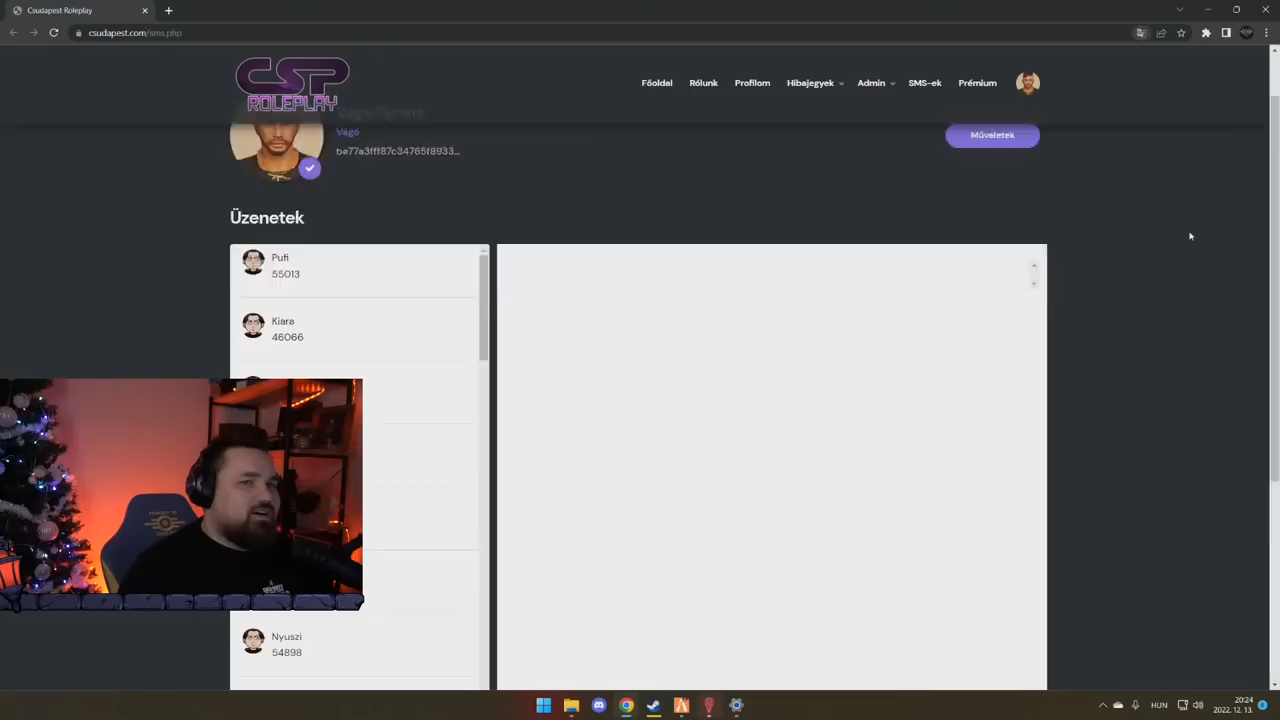 Csudapest Roleplay
csudapest.com/sms.php
CSP
ROLEPLAY
Főoldal
Rólunk
Profilom
Hibajegyek
Admin
SMS-ek
Prémium
Vágó
be77a3fff87c34765f8933...
Műveletek
Üzenetek
Pufi
55013
Kiara
46066
Nyuszi
54898
HUN
20:24
2022. 12. 13.